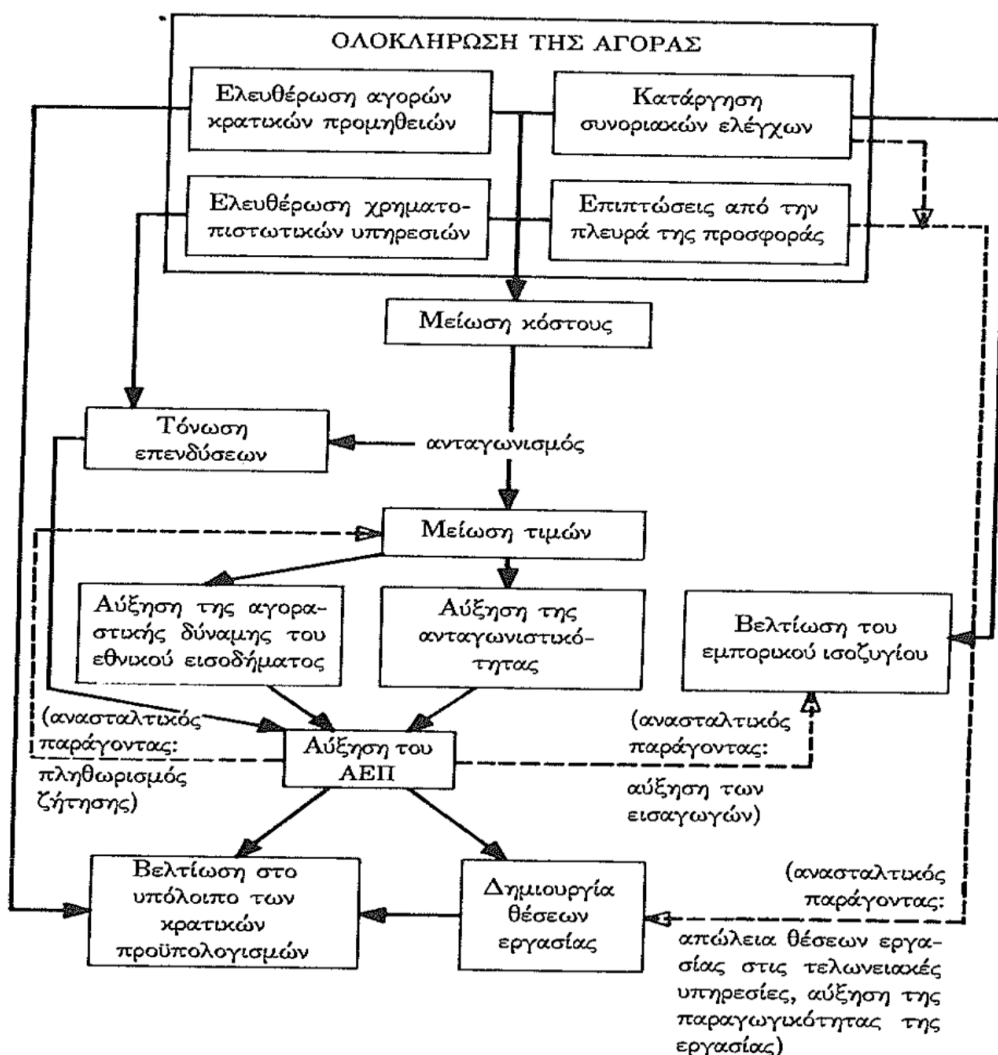 ΟΛΟΚΛΗΡΩΣΗ ΤΗΣ ΑΓΟΡΑΣ
Ελευθέρωση αγορών
κρατικών προμηθειών
Κατάργηση
συνοριακών ελέγχων
Ελευθέρωση χρηματο-
πιστωτικών υπηρεσιών
Επιπτώσεις από την
πλευρά της προσφοράς
Μείωση κόστους
Τόνωση
επενδύσεων
ανταγωνισμός
Μείωση τιμών
Αύξηση της αγορα-
στικής δύναμης του
εθνικού εισοδήματος
Αύξηση της
ανταγωνιστικό-
τητας
Βελτίωση του
εμπορικού ισοζυγίου
(ανασταλτικός
παράγοντας:
πληθωρισμός
ζήτησης)
Αύξηση του
ΑΕΠ
(ανασταλτικός
παράγοντας:
αύξηση των
εισαγωγών)
Βελτίωση στο
υπόλοιπο των
κρατικών
προϋπολογισμών
Δημιουργία
θέσεων
εργασίας
(ανασταλτικός
παράγοντας:
απώλεια θέσεων εργα-
σίας στις τελωνειακές
υπηρεσίες, αύξηση της
παραγωγικότητας της
εργασίας)